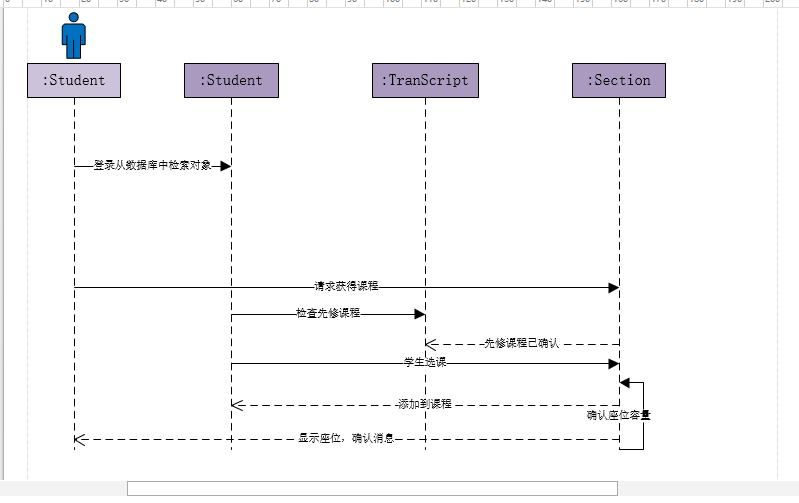 :Student
:Student
:TranScript
:Section
登录从数据库中检索对象
请求获得课程
检查先修课程
先修课程已确认
学生选课
添加到课程
确认座位容量
显示座位，确认消息